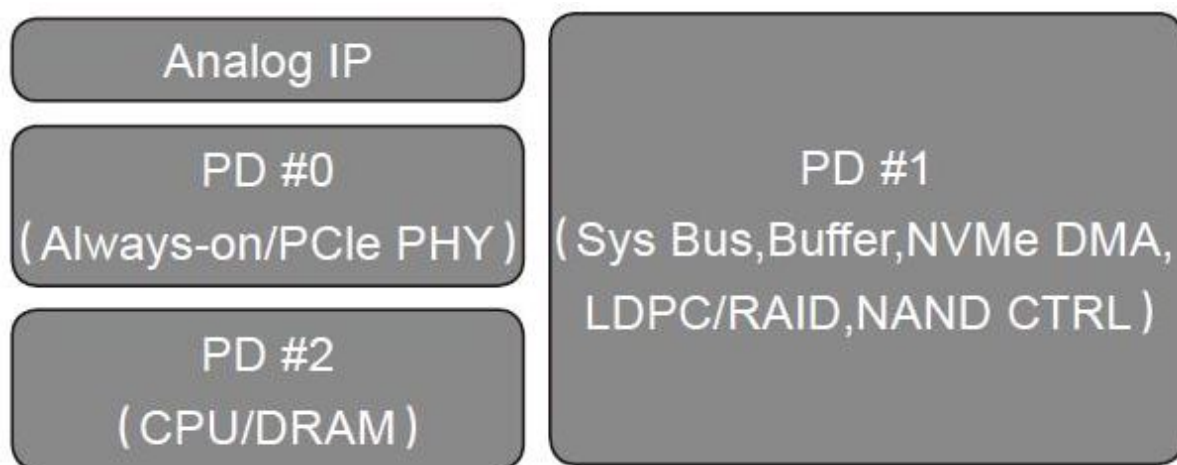 Analog IP
PD #0
(Always-on/PCIe PHY)
PD #2
(CPU/DRAM)
PD #1
(Sys Bus,Buffer,NVMe DMA,
LDPC/RAID,NAND CTRL)